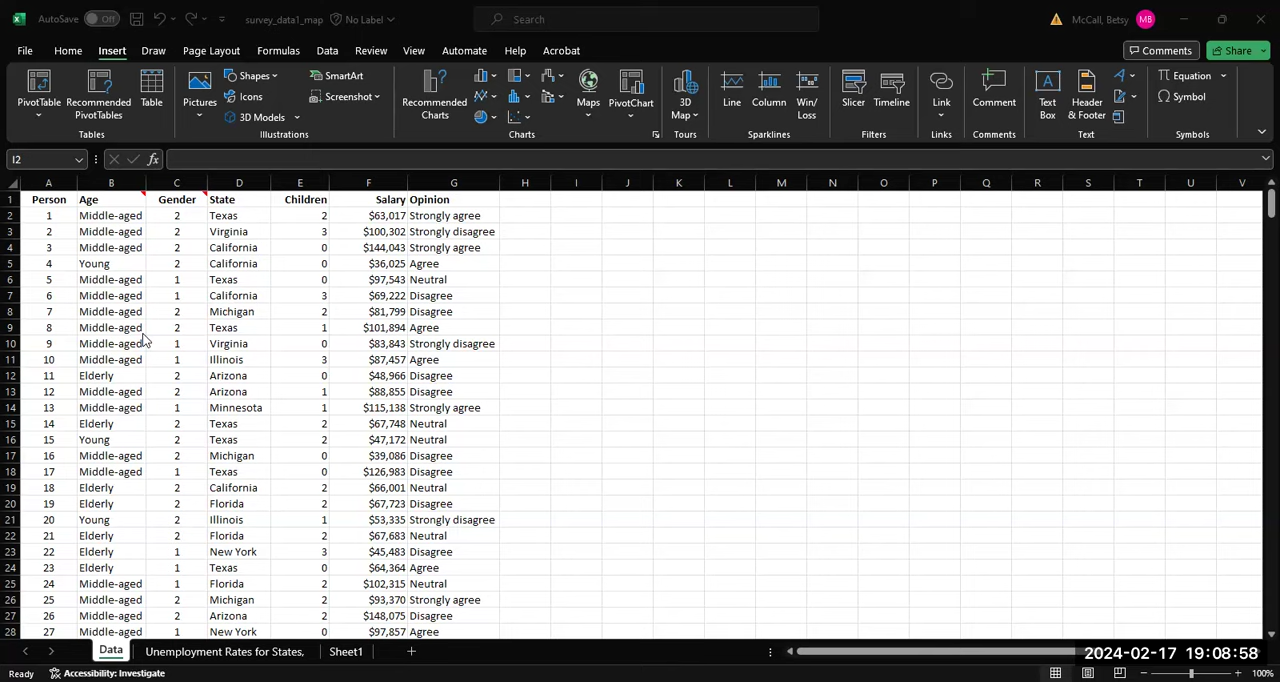 AutoSave Off survey_data1_map No Label Search McCall, Betsy MB
File Home Insert Draw Page Layout Formulas Data Review View Automate Help Acrobat Comments Share
PivotTable Recommended PivotTables Table Pictures Shapes Icons 3D Models SmartArt Screenshot Recommended Charts Maps PivotChart 3D Map Line Column Win/Loss Slicer Timeline Link Comment Text Box Header & Footer Equation Symbol
Tables Illustrations Charts Tours Sparklines Filters Links Comments Text Symbols
I2 fx
A B C D E F G H I J K L M N O P Q R S T U V
1 Person Age Gender State Children Salary Opinion
2 1 Middle-aged 2 Texas 2 $63,017 Strongly agree
3 2 Middle-aged 2 Virginia 3 $100,302 Strongly disagree
4 3 Middle-aged 2 California 0 $144,043 Strongly agree
5 4 Young 2 California 0 $36,025 Agree
6 5 Middle-aged 1 Texas 0 $97,543 Neutral
7 6 Middle-aged 1 California 3 $69,222 Disagree
8 7 Middle-aged 2 Michigan 2 $81,799 Disagree
9 8 Middle-aged 2 Texas 1 $101,894 Agree
10 9 Middle-aged 1 Virginia 0 $83,843 Strongly disagree
11 10 Middle-aged 1 Illinois 3 $87,457 Agree
12 11 Elderly 2 Arizona 0 $48,966 Disagree
13 12 Middle-aged 2 Arizona 1 $88,855 Disagree
14 13 Middle-aged 1 Minnesota 1 $115,138 Strongly agree
15 14 Elderly 2 Texas 2 $67,748 Neutral
16 15 Young 2 Texas 2 $47,172 Neutral
17 16 Middle-aged 2 Michigan 0 $39,086 Disagree
18 17 Middle-aged 1 Texas 0 $126,983 Disagree
19 18 Elderly 2 California 2 $66,001 Neutral
20 19 Elderly 2 Florida 2 $67,723 Disagree
21 20 Young 2 Illinois 1 $53,335 Strongly disagree
22 21 Elderly 2 Florida 2 $67,683 Neutral
23 22 Elderly 1 New York 3 $45,483 Disagree
24 23 Elderly 1 Texas 0 $64,364 Agree
25 24 Middle-aged 1 Florida 2 $102,315 Neutral
26 25 Middle-aged 2 Michigan 2 $93,370 Strongly agree
27 26 Middle-aged 2 Arizona 2 $148,075 Disagree
28 27 Middle-aged 1 New York 0 $97,857 Agree
Data Unemployment Rates for States, Sheet1 2024-02-17 19:08:58
Ready Accessibility: Investigate 100%